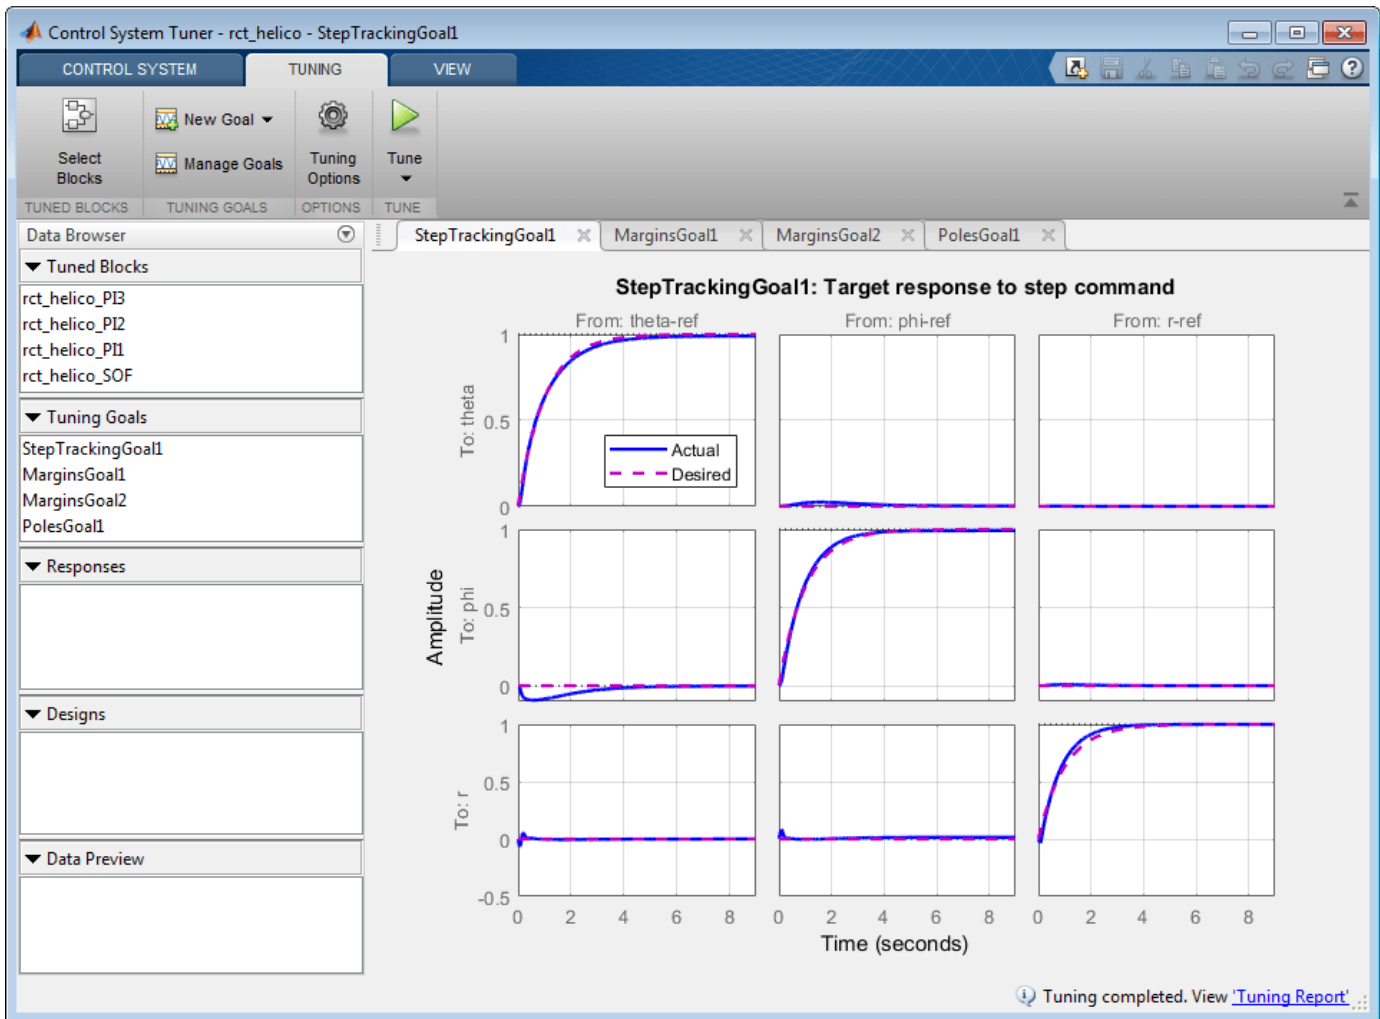 Control System Tuner - rct_helico - StepTrackingGoal1
CONTROL SYSTEM TUNING VIEW
New Goal
Manage Goals
Select Blocks
Tuning Options
Tune
TUNED BLOCKS TUNING GOALS OPTIONS TUNE
Data Browser
Tuned Blocks
rct_helico_PI3
rct_helico_PI2
rct_helico_PI1
rct_helico_SOF
Tuning Goals
StepTrackingGoal1
MarginsGoal1
MarginsGoal2
PolesGoal1
Responses
Designs
Data Preview
StepTrackingGoal1 MarginsGoal1 MarginsGoal2 PolesGoal1
StepTrackingGoal1: Target response to step command
From: theta-ref From: phi-ref From: r-ref
To: theta
1
0.5
0
Actual
Desired
Amplitude
To: phi
1
0.5
0
To: r
1
0.5
0
-0.5
0 2 4 6 8 0 2 4 6 8 0 2 4 6 8
Time (seconds)
Tuning completed. View 'Tuning Report'